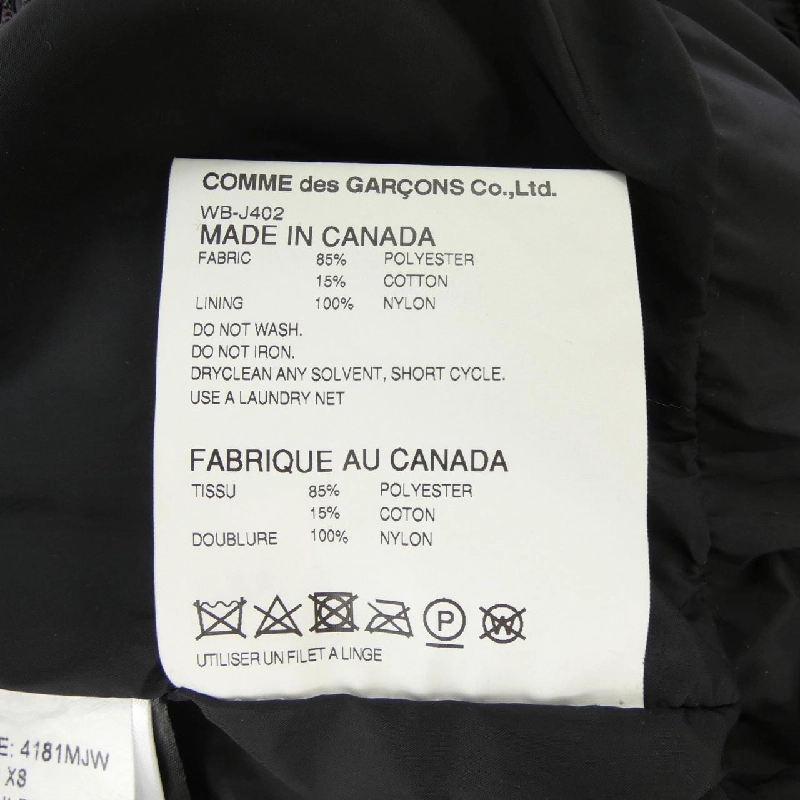 COMME des GARÇONS Co.,Ltd.
WB-J402
MADE IN CANADA
FABRIC 85% POLYESTER
15% COTTON
LINING 100% NYLON
DO NOT WASH.
DO NOT IRON.
DRYCLEAN ANY SOLVENT, SHORT CYCLE.
USE A LAUNDRY NET
FABRIQUE AU CANADA
TISSU 85% POLYESTER
15% COTON
DOUBLURE 100% NYLON
P W
UTILISER UN FILET A LINGE
E: 4181MJW
XS